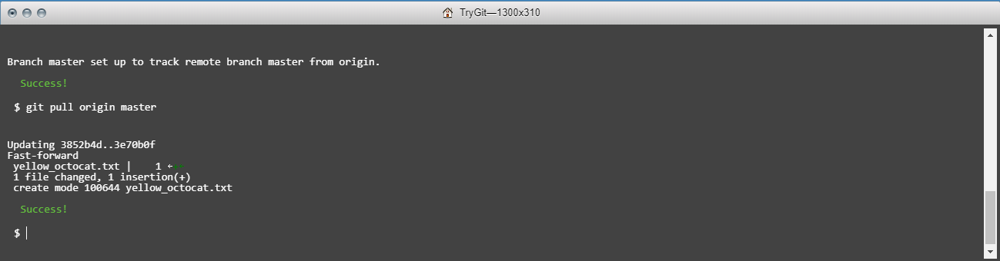 TryGit—1300x310
Branch master set up to track remote branch master from origin.
Success!
$ git pull origin master
Updating 3852b4d..3e70b0f
Fast-forward
yellow_octocat.txt |    1 ←--
1 file changed, 1 insertion(+)
create mode 100644 yellow_octocat.txt
Success!
$